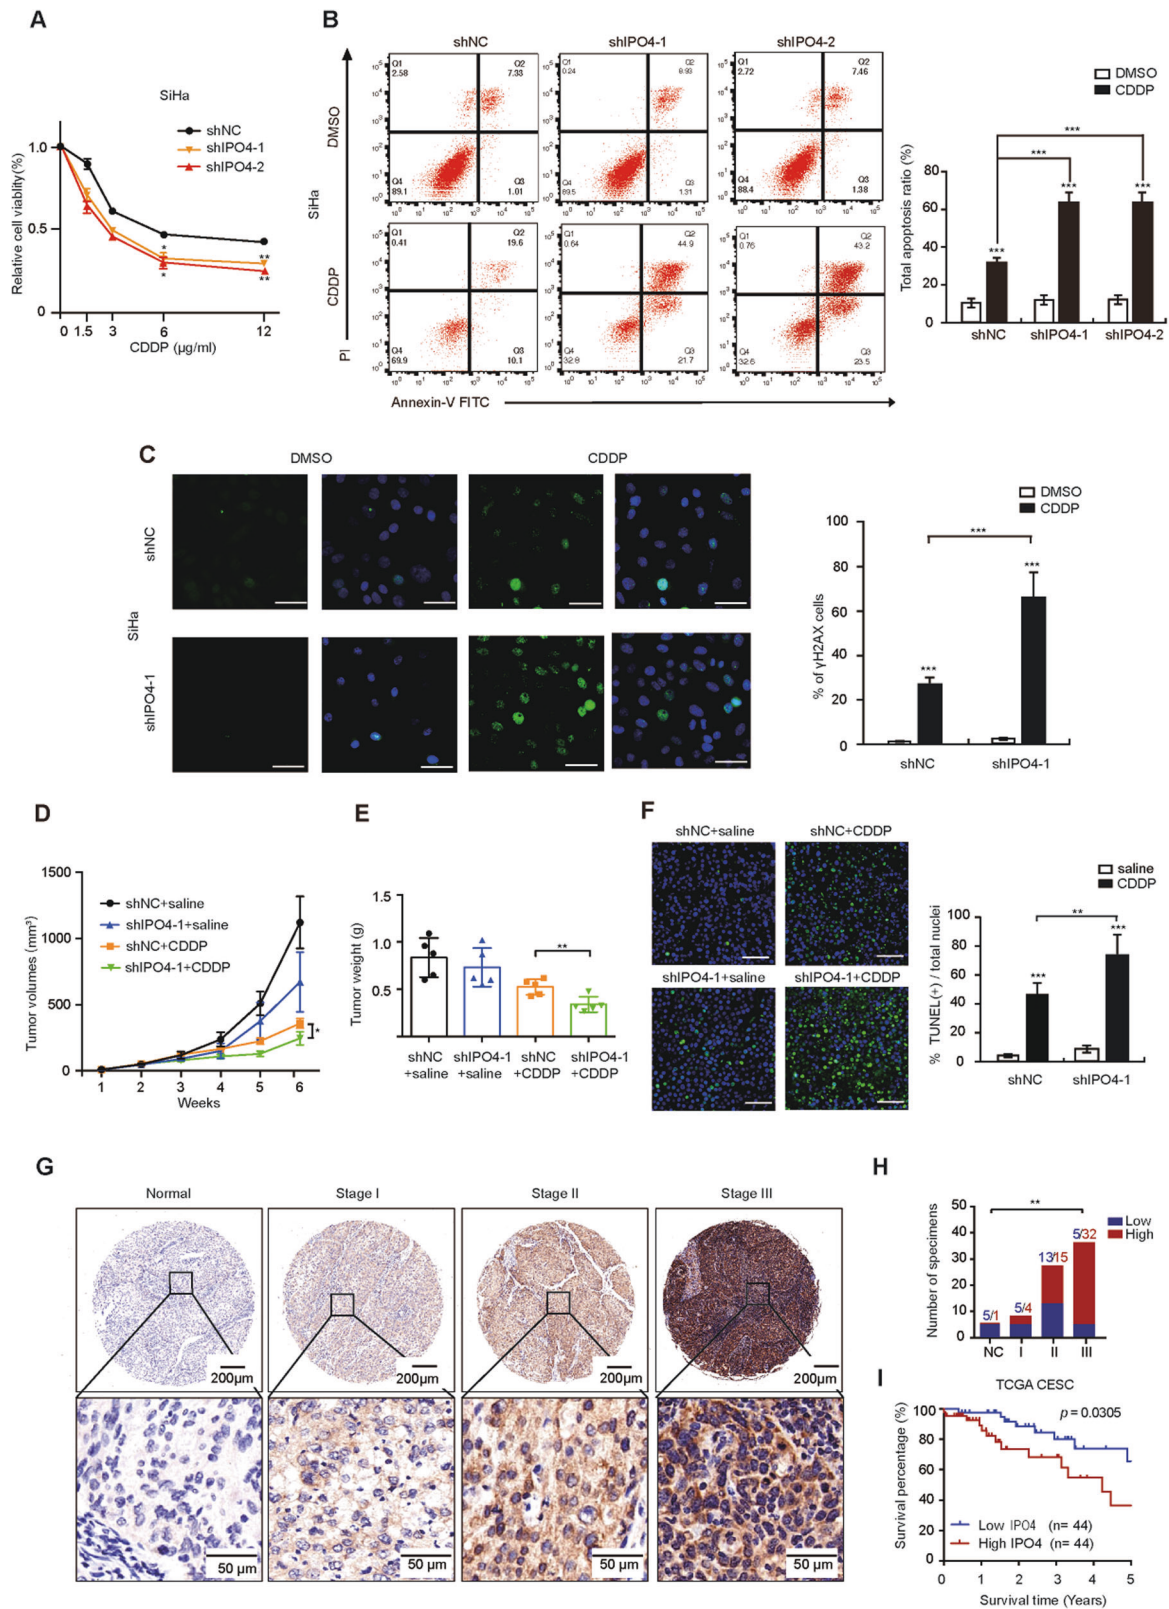 A
SiHa
shNC
shIPO4-1
shIPO4-2
Relative cell viablity(%)
1.0
0.5
0
*
*
**
**
0 1.5 3 6 12
CDDP (µg/ml)
B
shNC shIPO4-1 shIPO4-2
SiHa
DMSO
CDDP
PI
Q1 2.58
Q2 7.33
Q4 89.1
Q3 1.01
Q1 0.24
Q2 8.93
Q4 89.5
Q3 1.31
Q1 2.72
Q2 7.46
Q4 88.4
Q3 1.38
Q1 0.41
Q2 19.6
Q4 69.9
Q3 10.1
Q1 0.64
Q2 44.9
Q4 32.8
Q3 21.7
Q1 0.76
Q2 43.2
Q4 32.6
Q3 23.5
Annexin-V FITC
DMSO
CDDP
Total apoptosis ratio (%)
80
60
40
20
0
***
***
***
***
***
shNC shIPO4-1 shIPO4-2
C
DMSO CDDP
SiHa
shNC
shIPO4-1
DMSO
CDDP
% of γH2AX cells
100
80
60
40
20
0
***
***
***
shNC shIPO4-1
D
Tumor volumes (mm³)
1500
1000
500
0
shNC+saline
shIPO4-1+saline
shNC+CDDP
shIPO4-1+CDDP
*
1 2 3 4 5 6
Weeks
E
Tumor weight (g)
1.5
1.0
0.5
**
shNC shIPO4-1 shNC shIPO4-1
+saline +saline +CDDP +CDDP
F
shNC+saline shNC+CDDP
shIPO4-1+saline shIPO4-1+CDDP
saline
CDDP
% TUNEL(+) / total nuclei
100
80
60
40
20
0
**
***
***
shNC shIPO4-1
G
Normal Stage I Stage II Stage III
200µm 200µm 200µm 200µm
50 µm 50 µm 50 µm 50 µm
H
Number of specimens
50
40
30
20
10
0
**
Low
High
5/1 5/4 13/15 5/32
NC I II III
I
TCGA CESC
p = 0.0305
Survival percentage (%)
100
80
60
40
20
0
Low IPO4 (n= 44)
High IPO4 (n= 44)
0 1 2 3 4 5
Survival time (Years)